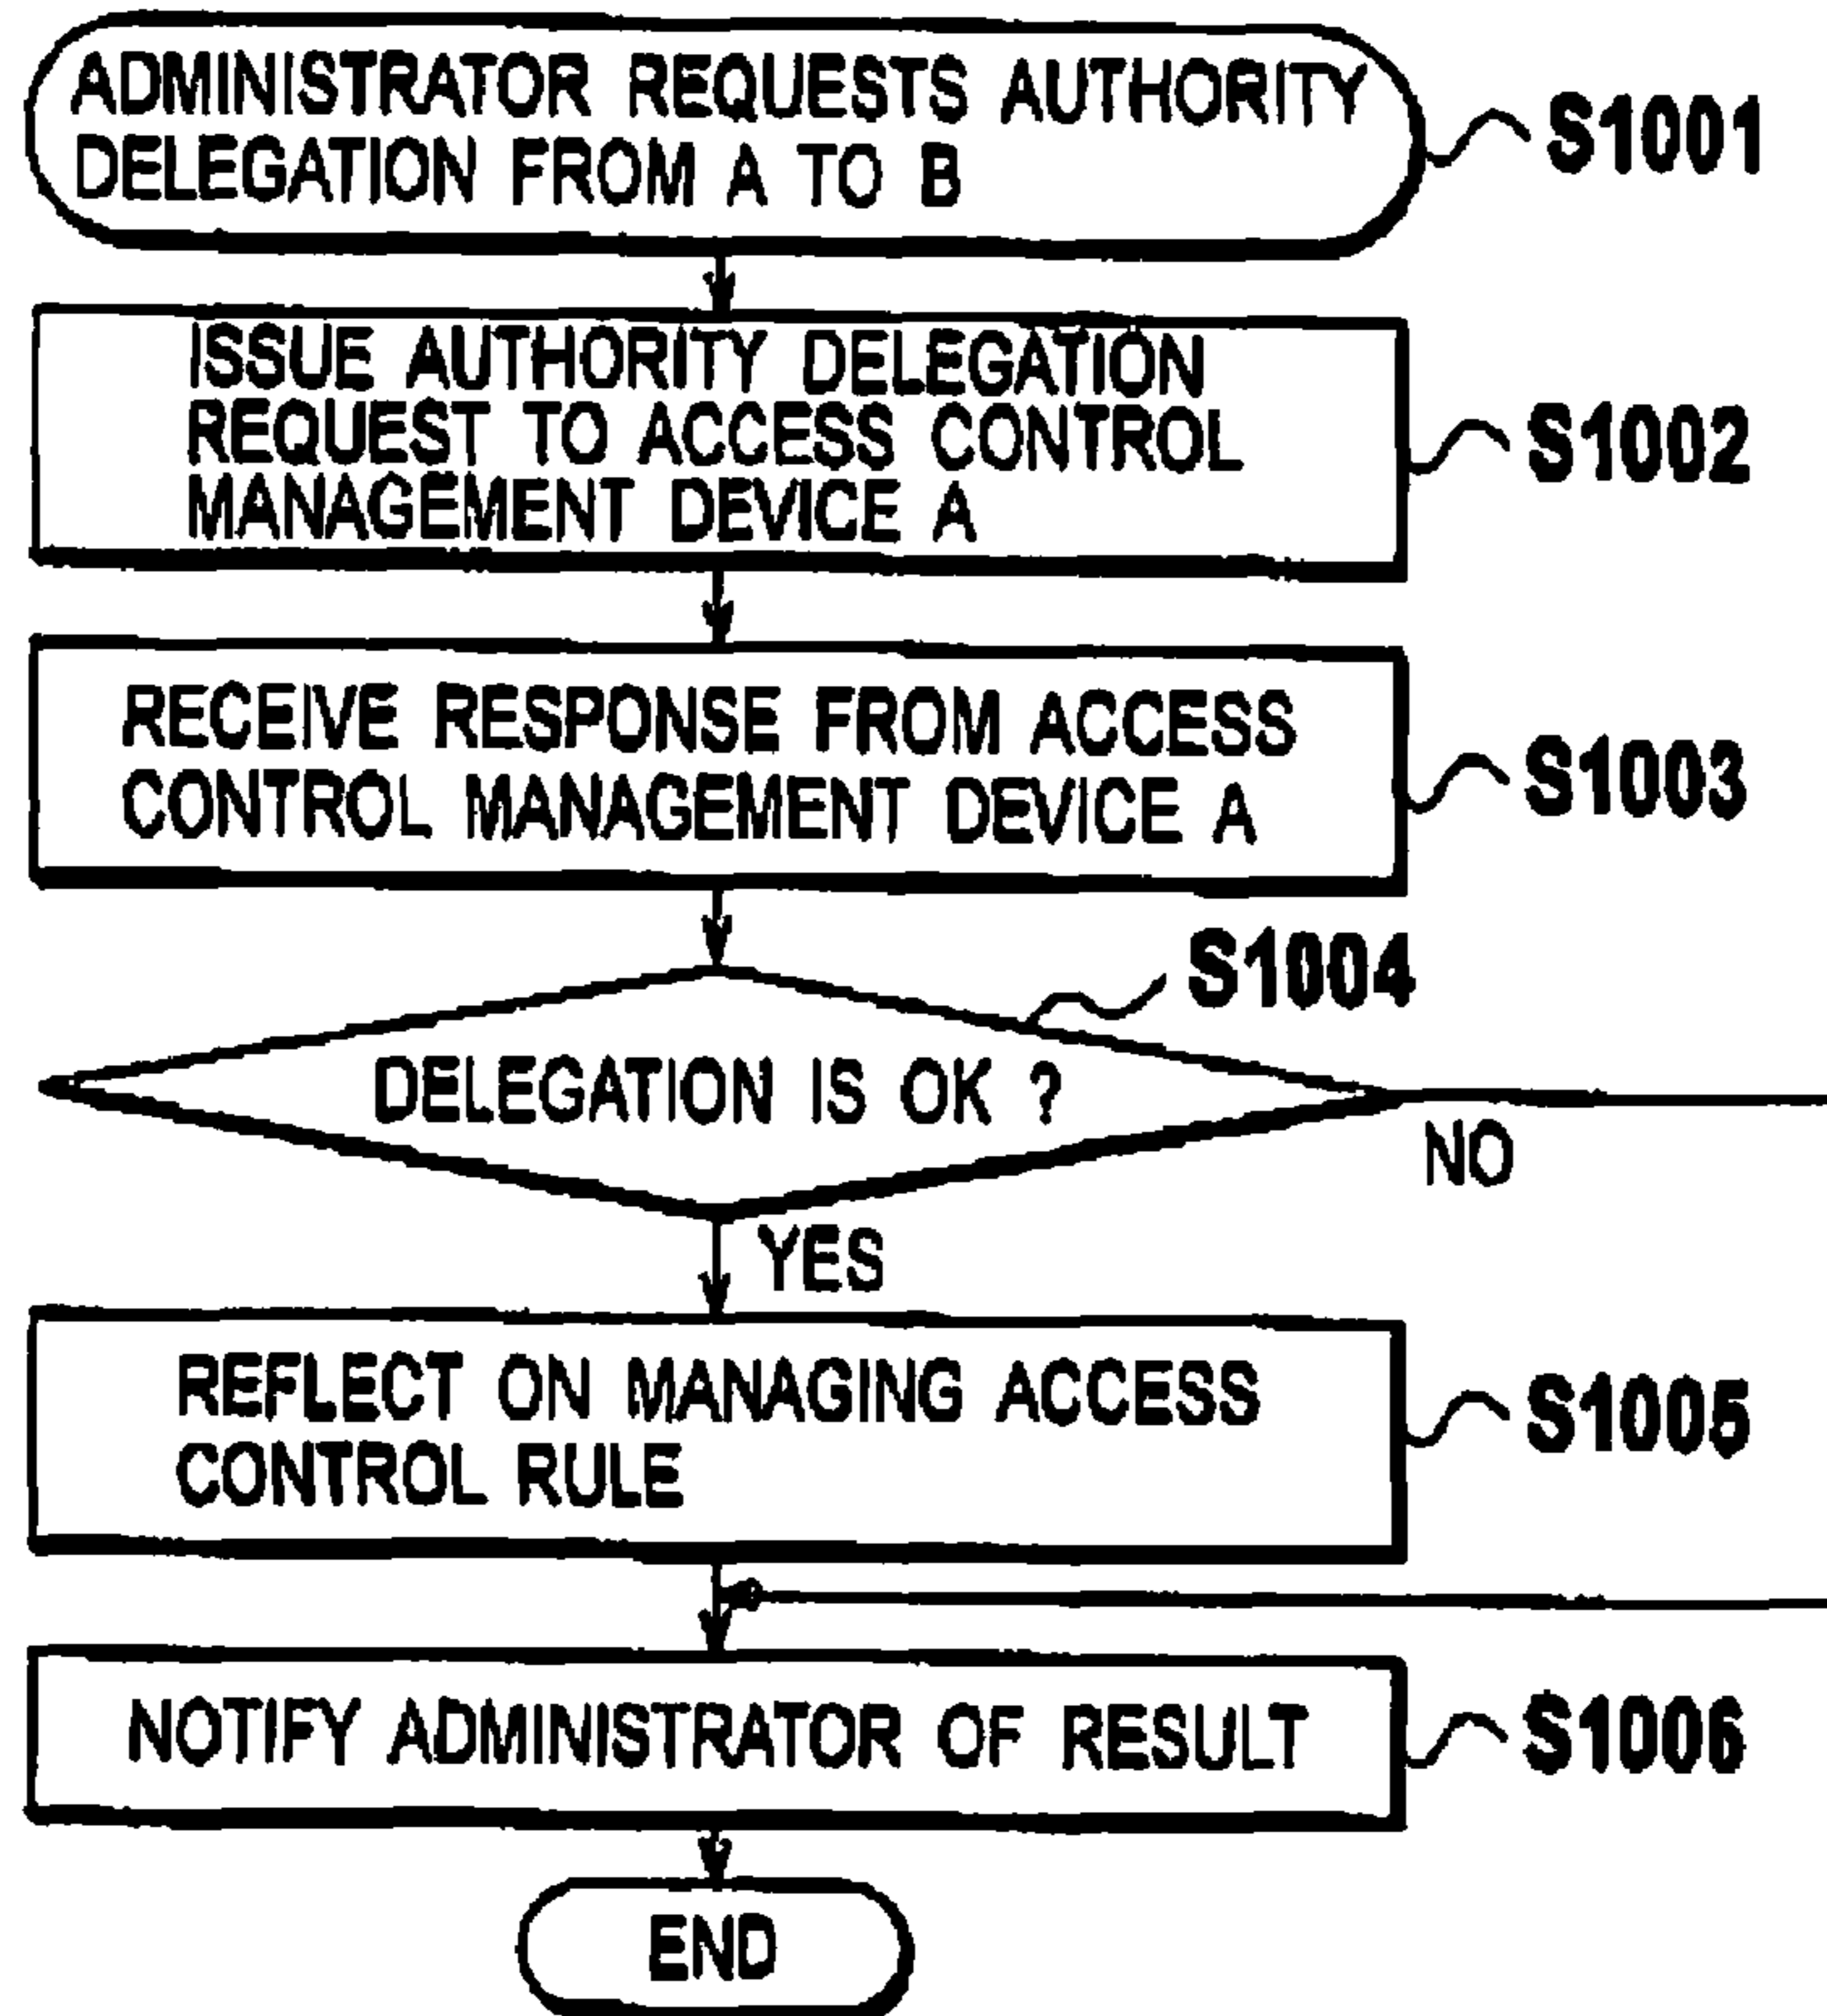 ADMINISTRATOR REQUESTS AUTHORITY
DELEGATION FROM A TO B
S1001
ISSUE AUTHORITY DELEGATION
REQUEST TO ACCESS CONTROL
MANAGEMENT DEVICE A
S1002
RECEIVE RESPONSE FROM ACCESS
CONTROL MANAGEMENT DEVICE A
S1003
S1004
DELEGATION IS OK ?
NO
YES
REFLECT ON MANAGING ACCESS
CONTROL RULE
S1005
NOTIFY ADMINISTRATOR OF RESULT
S1006
END